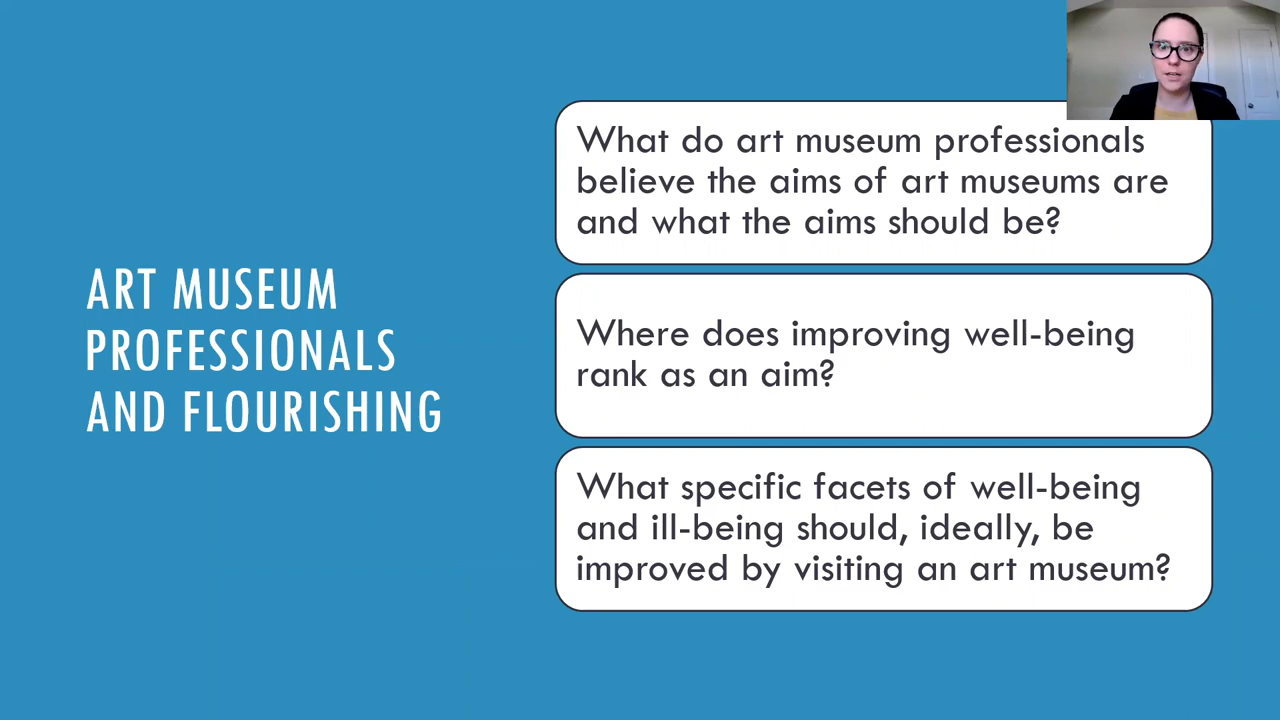 ART MUSEUM
PROFESSIONALS
AND FLOURISHING
What do art museum professionals
believe the aims of art museums are
and what the aims should be?
Where does improving well-being
rank as an aim?
What specific facets of well-being
and ill-being should, ideally, be
improved by visiting an art museum?